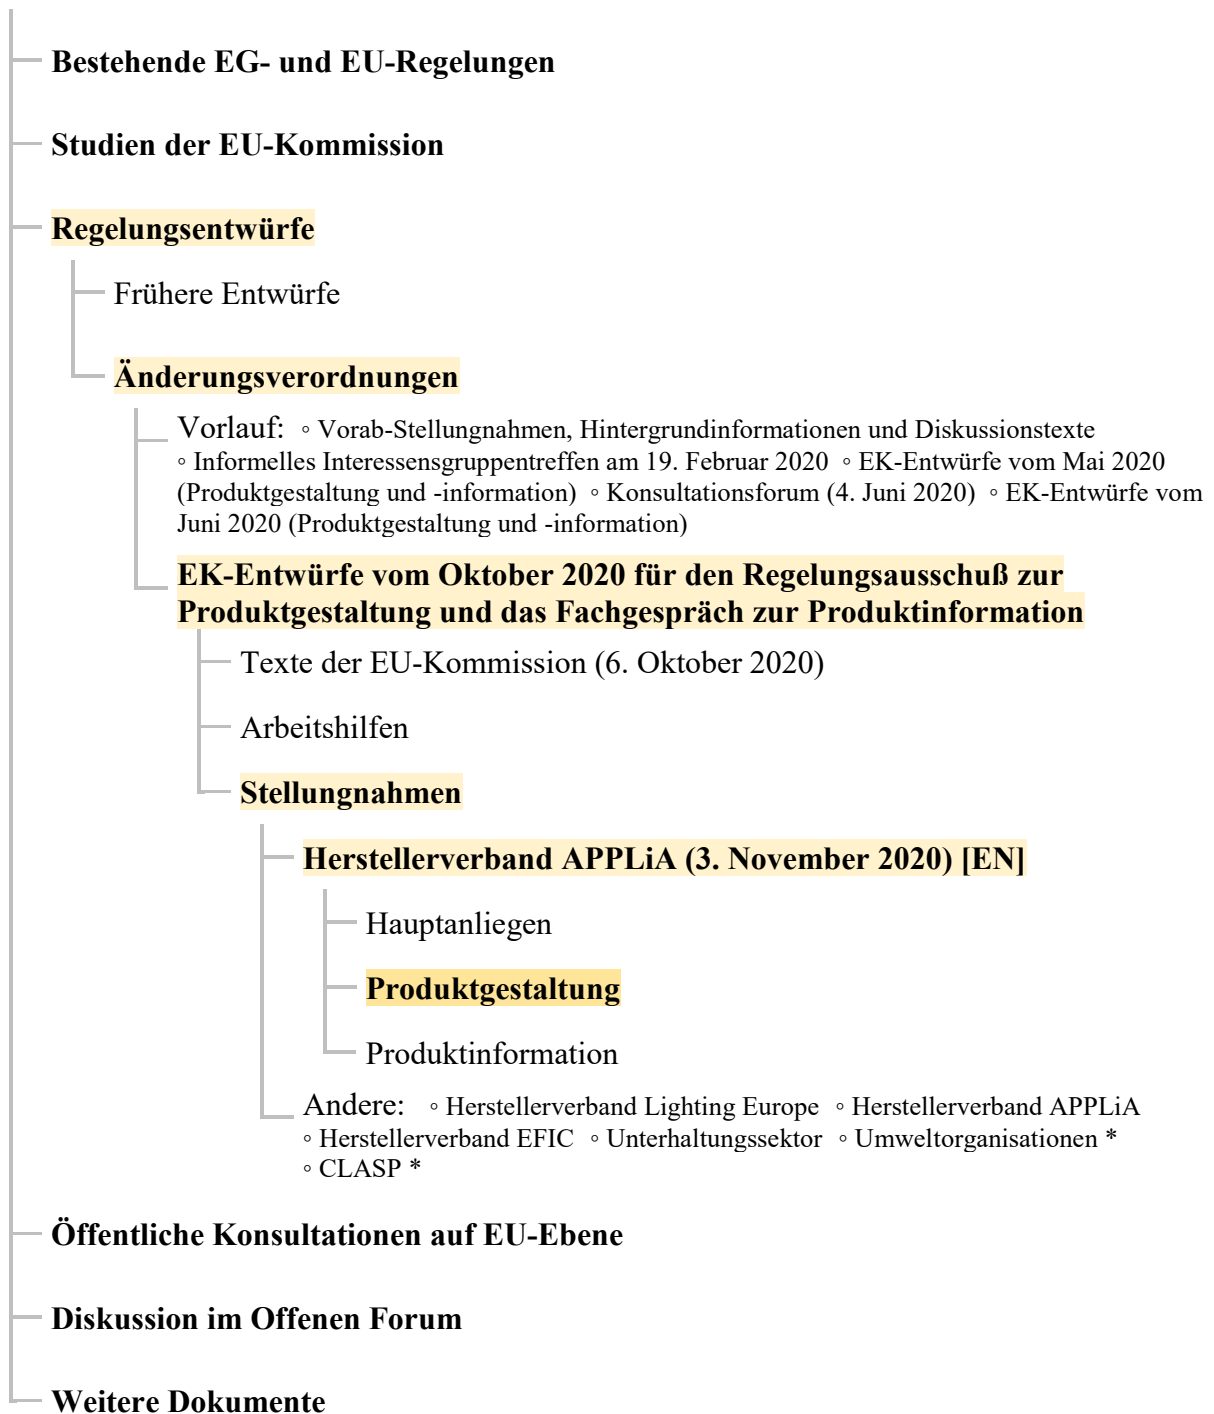 Bestehende EG- und EU-Regelungen
Studien der EU-Kommission
Regelungsentwürfe
Frühere Entwürfe
Änderungsverordnungen
Vorlauf: ◦ Vorab-Stellungnahmen, Hintergrundinformationen und Diskussionstexte
◦ Informelles Interessensgruppentreffen am 19. Februar 2020 ◦ EK-Entwürfe vom Mai 2020
(Produktgestaltung und -information) ◦ Konsultationsforum (4. Juni 2020) ◦ EK-Entwürfe vom
Juni 2020 (Produktgestaltung und -information)
EK-Entwürfe vom Oktober 2020 für den Regelungsausschuß zur
Produktgestaltung und das Fachgespräch zur Produktinformation
Texte der EU-Kommission (6. Oktober 2020)
Arbeitshilfen
Stellungnahmen
Herstellerverband APPLiA (3. November 2020) [EN]
Hauptanliegen
Produktgestaltung
Produktinformation
Andere: ◦ Herstellerverband Lighting Europe ◦ Herstellerverband APPLiA
◦ Herstellerverband EFIC ◦ Unterhaltungssektor ◦ Umweltorganisationen *
◦ CLASP *
Öffentliche Konsultationen auf EU-Ebene
Diskussion im Offenen Forum
Weitere Dokumente